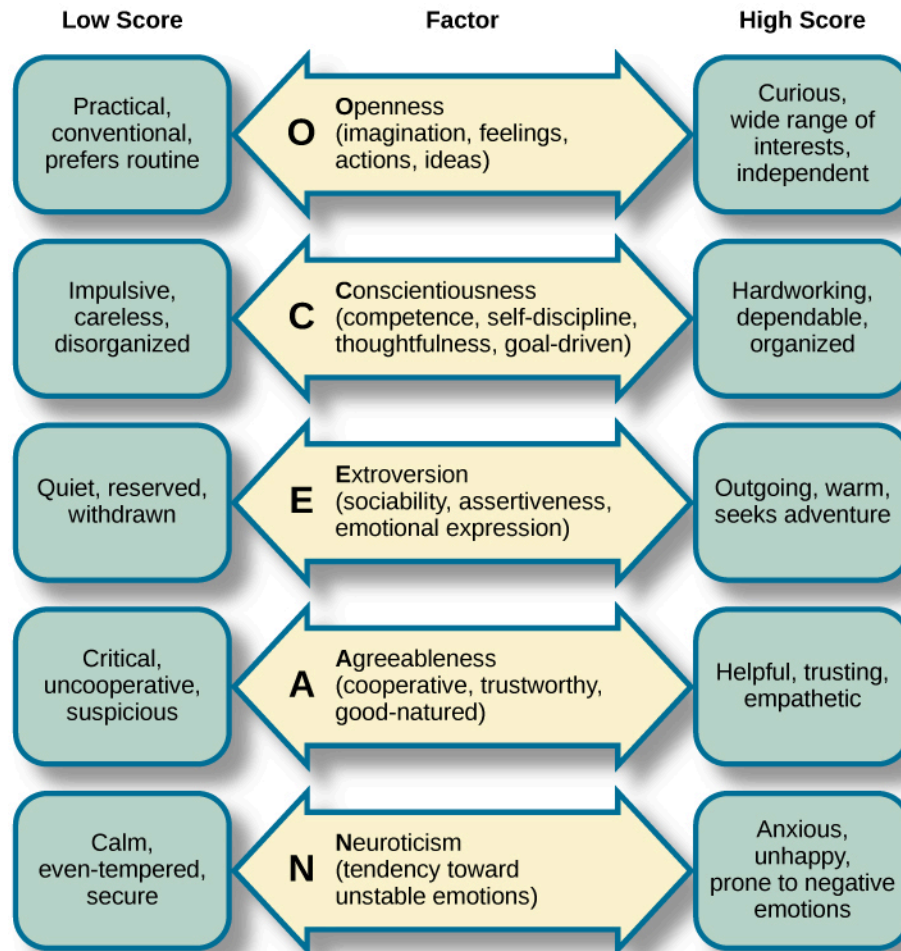 Low Score
Factor
High Score
Practical,
conventional,
prefers routine
O
Openness
(imagination, feelings,
actions, ideas)
Curious,
wide range of
interests,
independent
Impulsive,
careless,
disorganized
C
Conscientiousness
(competence, self-discipline,
thoughtfulness, goal-driven)
Hardworking,
dependable,
organized
Quiet, reserved,
withdrawn
E
Extroversion
(sociability, assertiveness,
emotional expression)
Outgoing, warm,
seeks adventure
Critical,
uncooperative,
suspicious
A
Agreeableness
(cooperative, trustworthy,
good-natured)
Helpful, trusting,
empathetic
Calm,
even-tempered,
secure
N
Neuroticism
(tendency toward
unstable emotions)
Anxious,
unhappy,
prone to negative
emotions